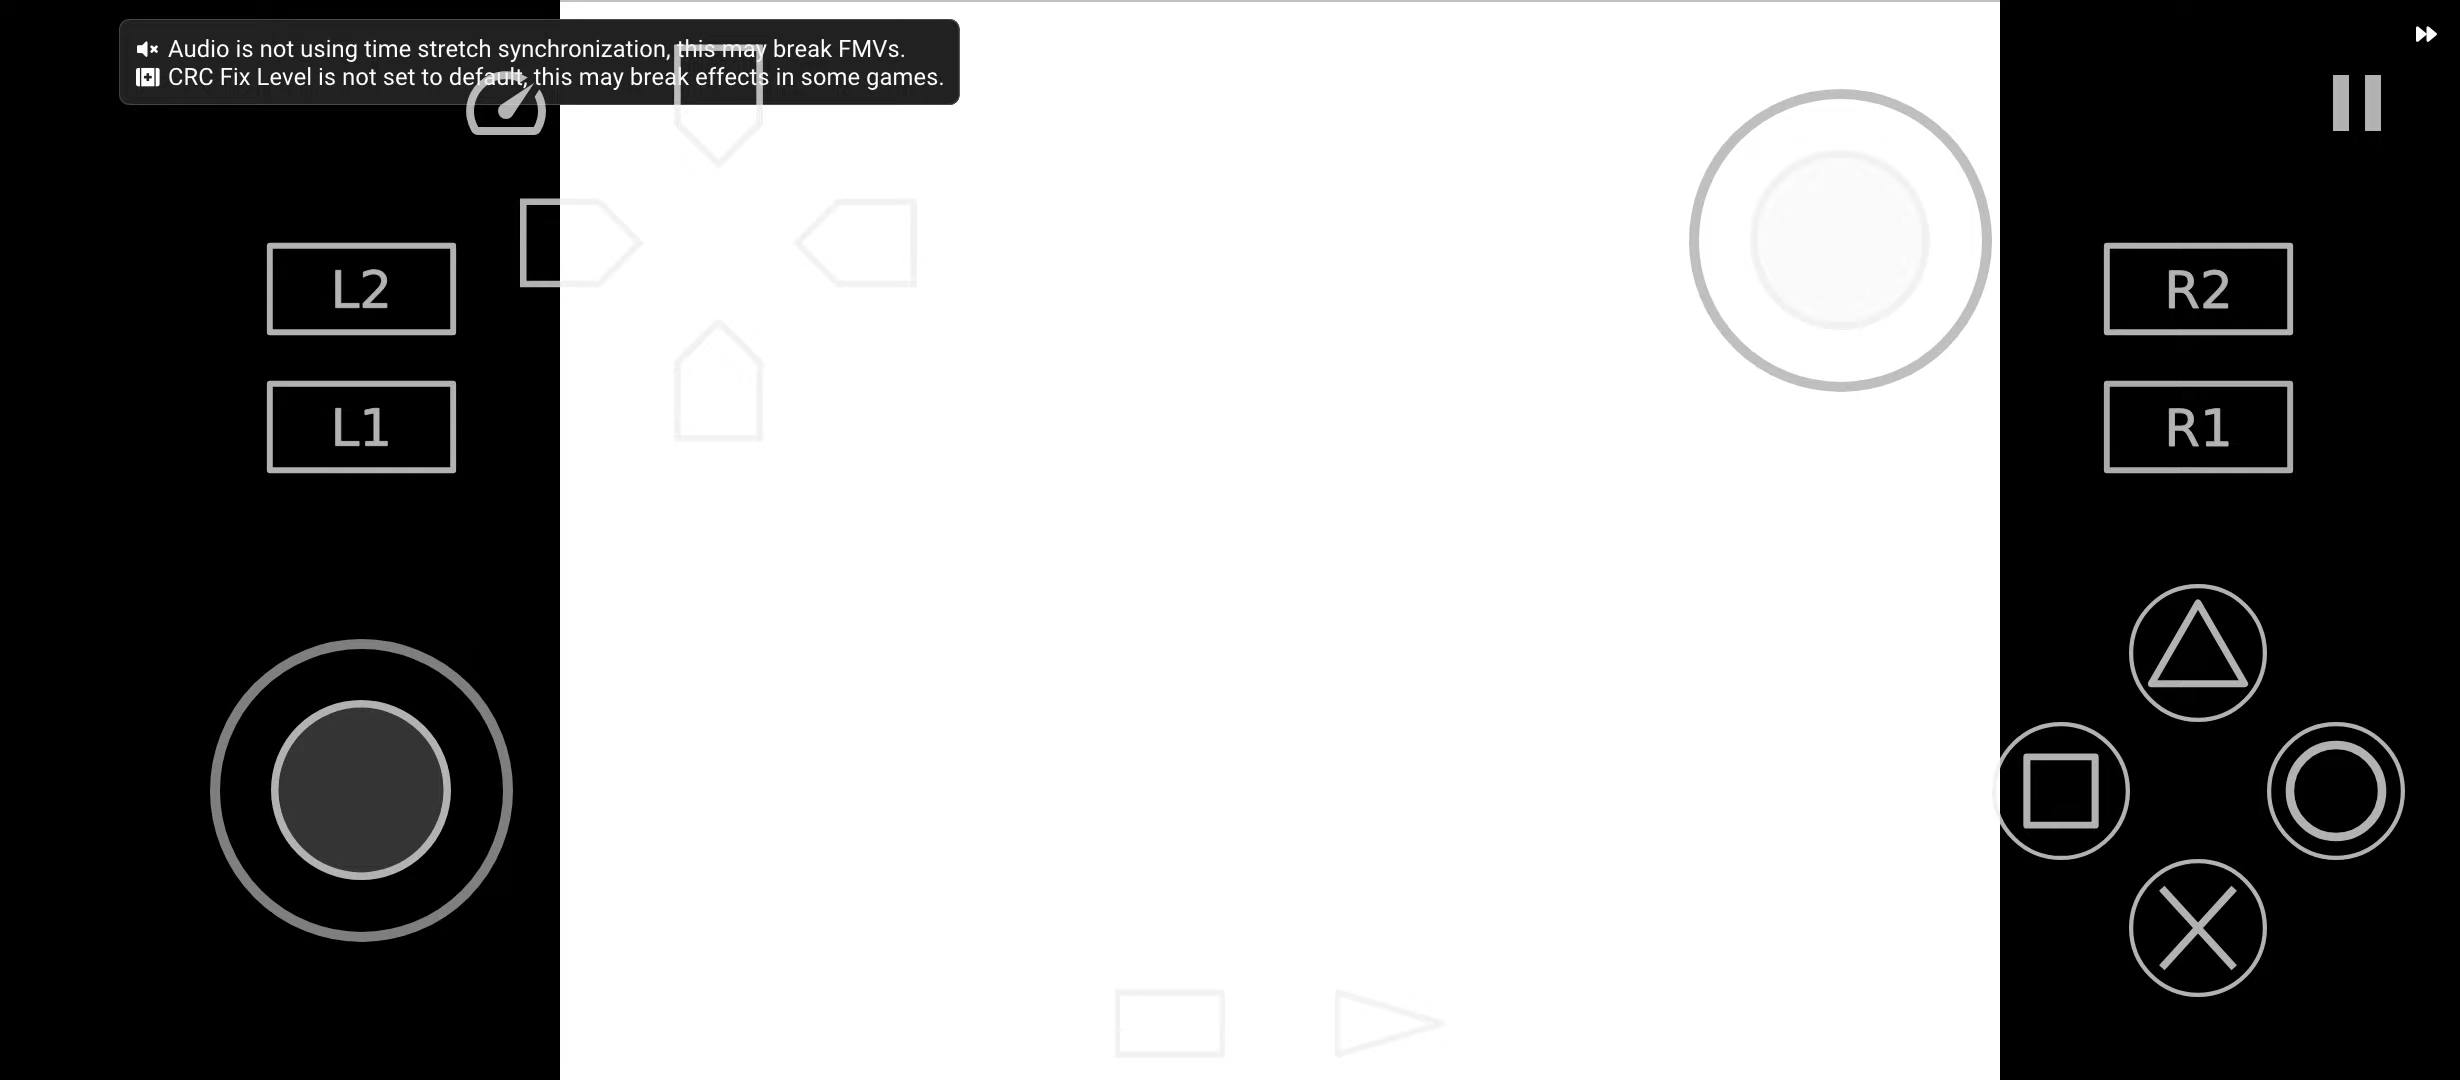 Audio is not using time stretch synchronization, this may break FMVs.
CRC Fix Level is not set to default, this may break effects in some games.
L2
R2
L1
R1